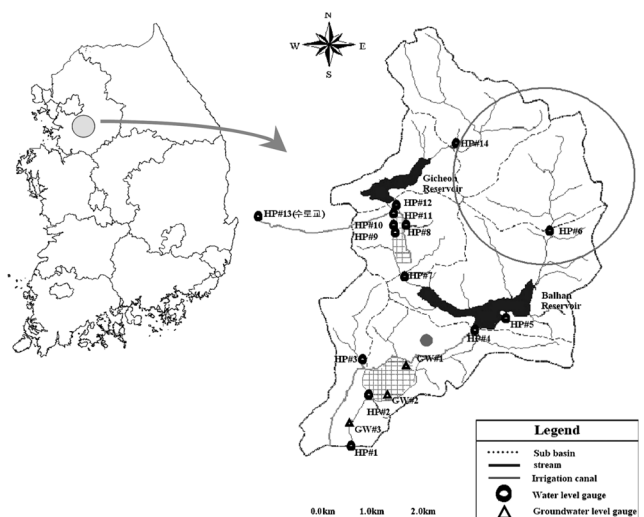 N
W E
S
HP#14
Gicheon
Reservoir
HP#12
HP#13(수로교)
HP#11
HP#10
HP#8
HP#9
HP#6
HP#7
Balhan
Reservoir
HP#5
HP#4
HP#3
GW#1
GW#2
HP#2
GW#3
HP#1
Legend
Sub basin
stream
Irrigation canal
Water level gauge
Groundwater level gauge
0.0km 1.0km 2.0km